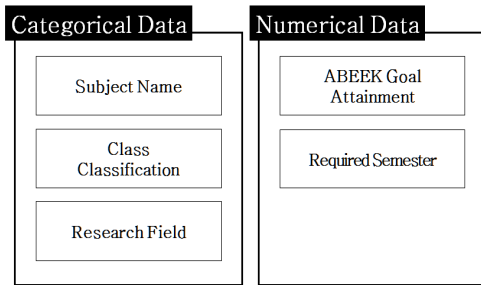 Categorical Data
Subject Name
Class
Classification
Research Field
Numerical Data
ABEEK Goal
Attainment
Required Semester